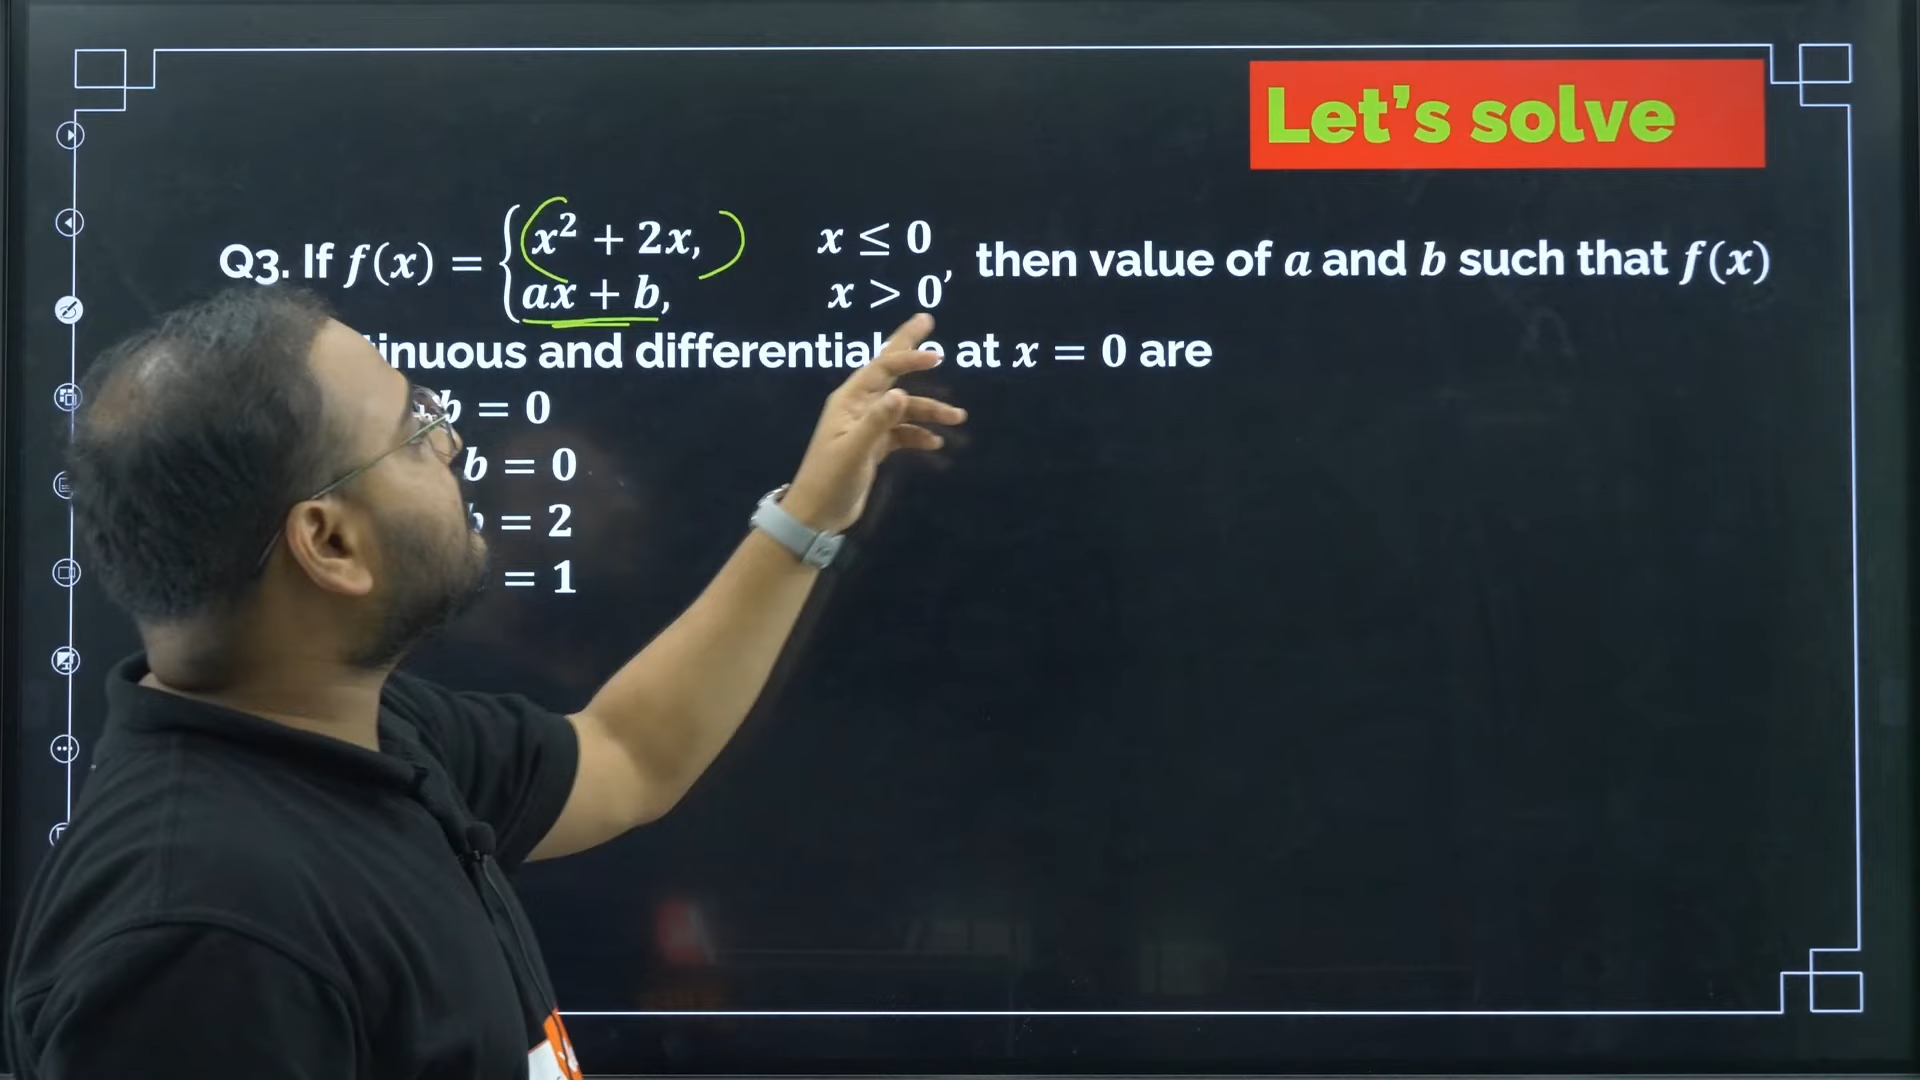 Let's solve
Q3. If f(x) = { x² + 2x, x ≤ 0
ax + b, x > 0 , then value of a and b such that f(x)
inuous and differentiable at x = 0 are
b = 0
b = 0
b = 2
= 1